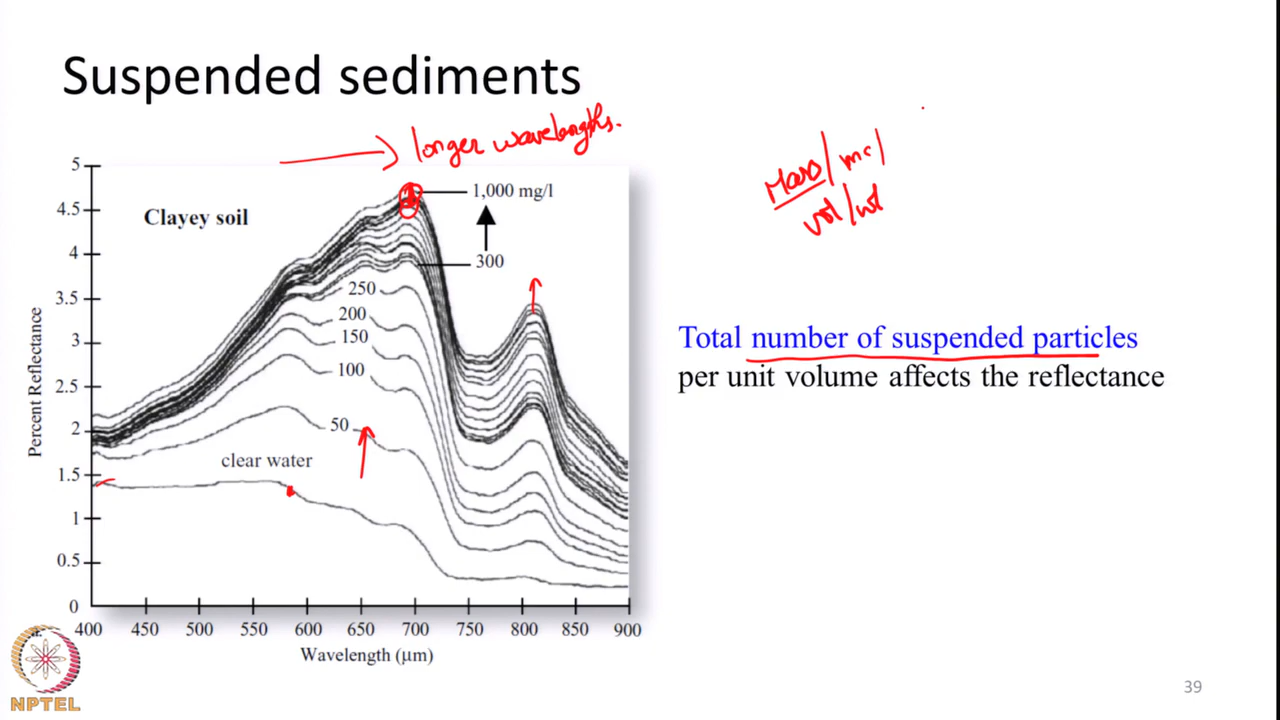 Suspended sediments
longer wavelengths.
Mass/
vol/vol
5
4.5
4
3.5
3
2.5
2
1.5
1
0.5
0
Percent Reflectance
Clayey soil
1,000 mg/l
300
250
200
150
100
50
clear water
400 450 500 550 600 650 700 750 800 850 900
Wavelength (μm)
Total number of suspended particles
per unit volume affects the reflectance
NPTEL
39